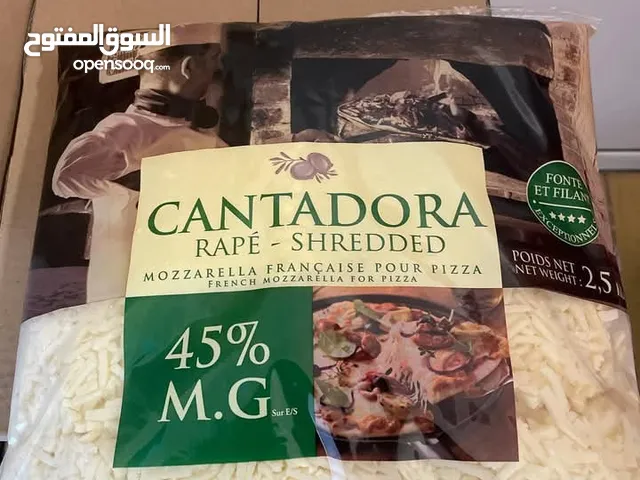 السوق المفتوح
opensooq.com
CANTADORA
RAPÉ - SHREDDED
MOZZARELLA FRANÇAISE POUR PIZZA
FRENCH MOZZARELLA FOR PIZZA
45%
M.G Sur E/S
FONTE
ET FILANT
EXCEPTIONNEL
POIDS NET
NET WEIGHT : 2,5